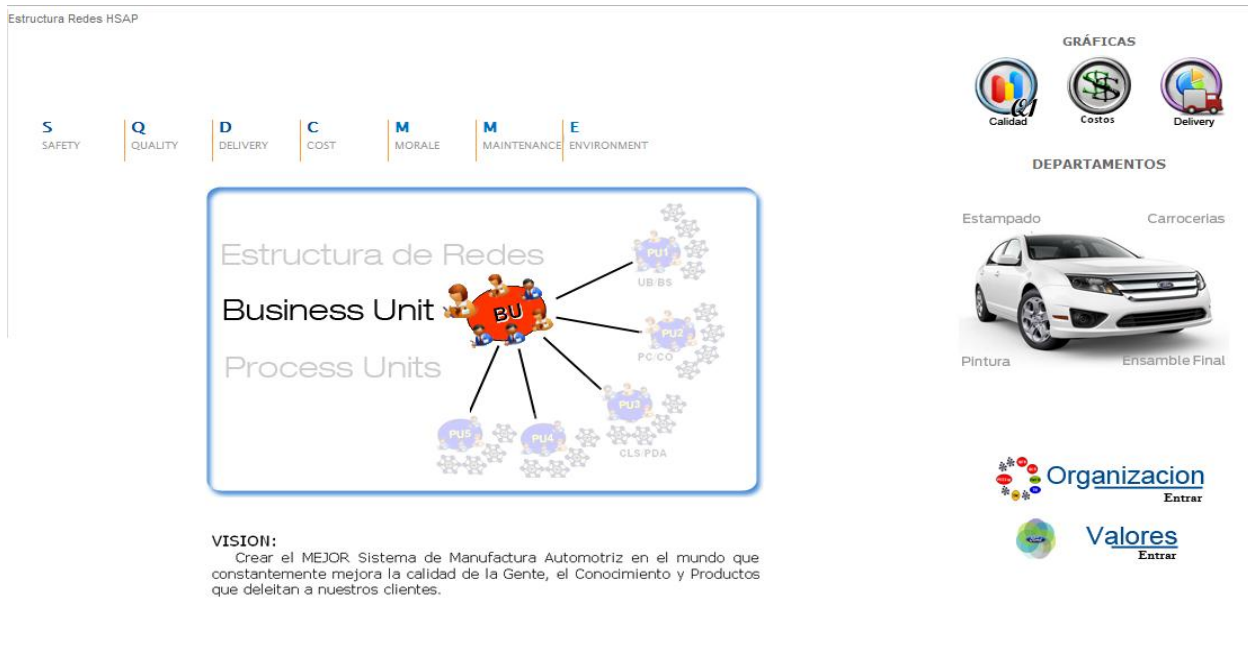 Estructura Redes HSAP
GRÁFICAS
Q1
Calidad
Costos
Delivery
S
SAFETY
Q
QUALITY
D
DELIVERY
C
COST
M
MORALE
M
MAINTENANCE
E
ENVIRONMENT
DEPARTAMENTOS
Estampado
Carrocerias
Pintura
Ensamble Final
Estructura de Redes
Business Unit
Process Units
BU
PU1
UB/BS
PU2
PC/CO
PU3
CLS/PDA
PU4
PU5
Organizacion
Entrar
Valores
Entrar
VISION:
Crear el MEJOR Sistema de Manufactura Automotriz en el mundo que
constantemente mejora la calidad de la Gente, el Conocimiento y Productos
que deleitan a nuestros clientes.